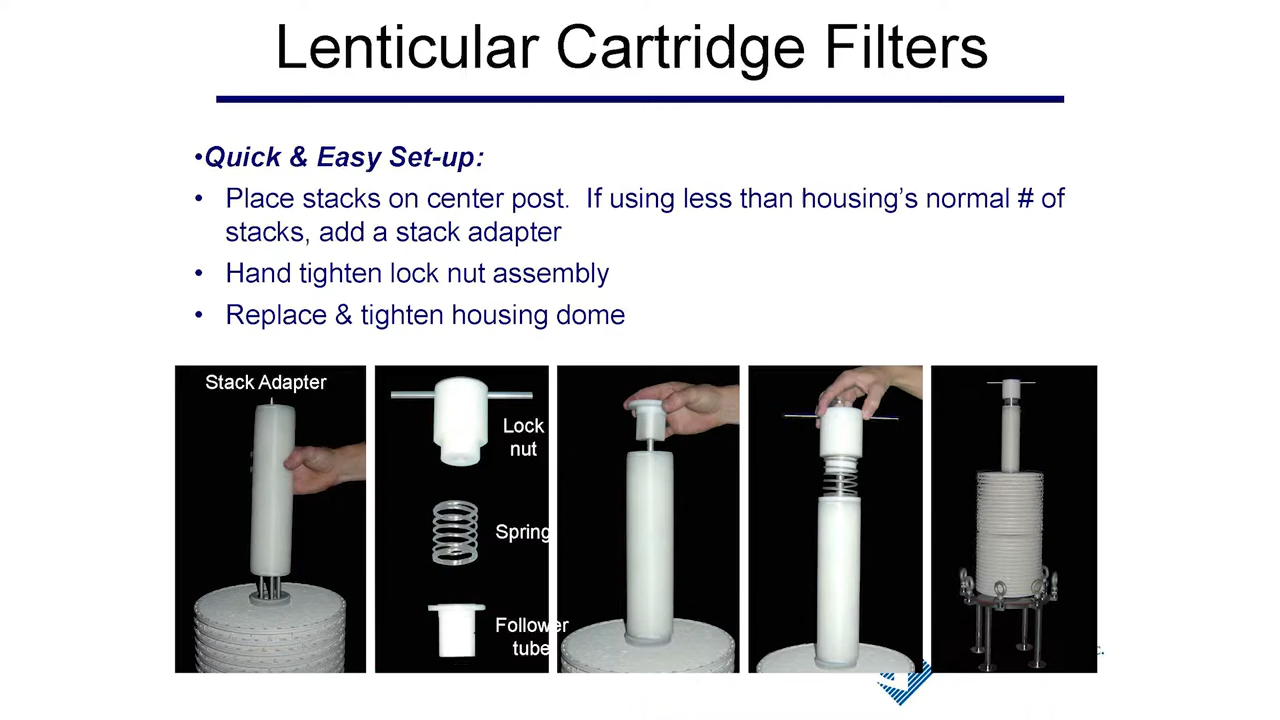 Lenticular Cartridge Filters
•Quick & Easy Set-up:
• Place stacks on center post.  If using less than housing's normal # of
stacks, add a stack adapter
• Hand tighten lock nut assembly
• Replace & tighten housing dome
Stack Adapter
Lock
nut
Spring
Follower
tube
c.